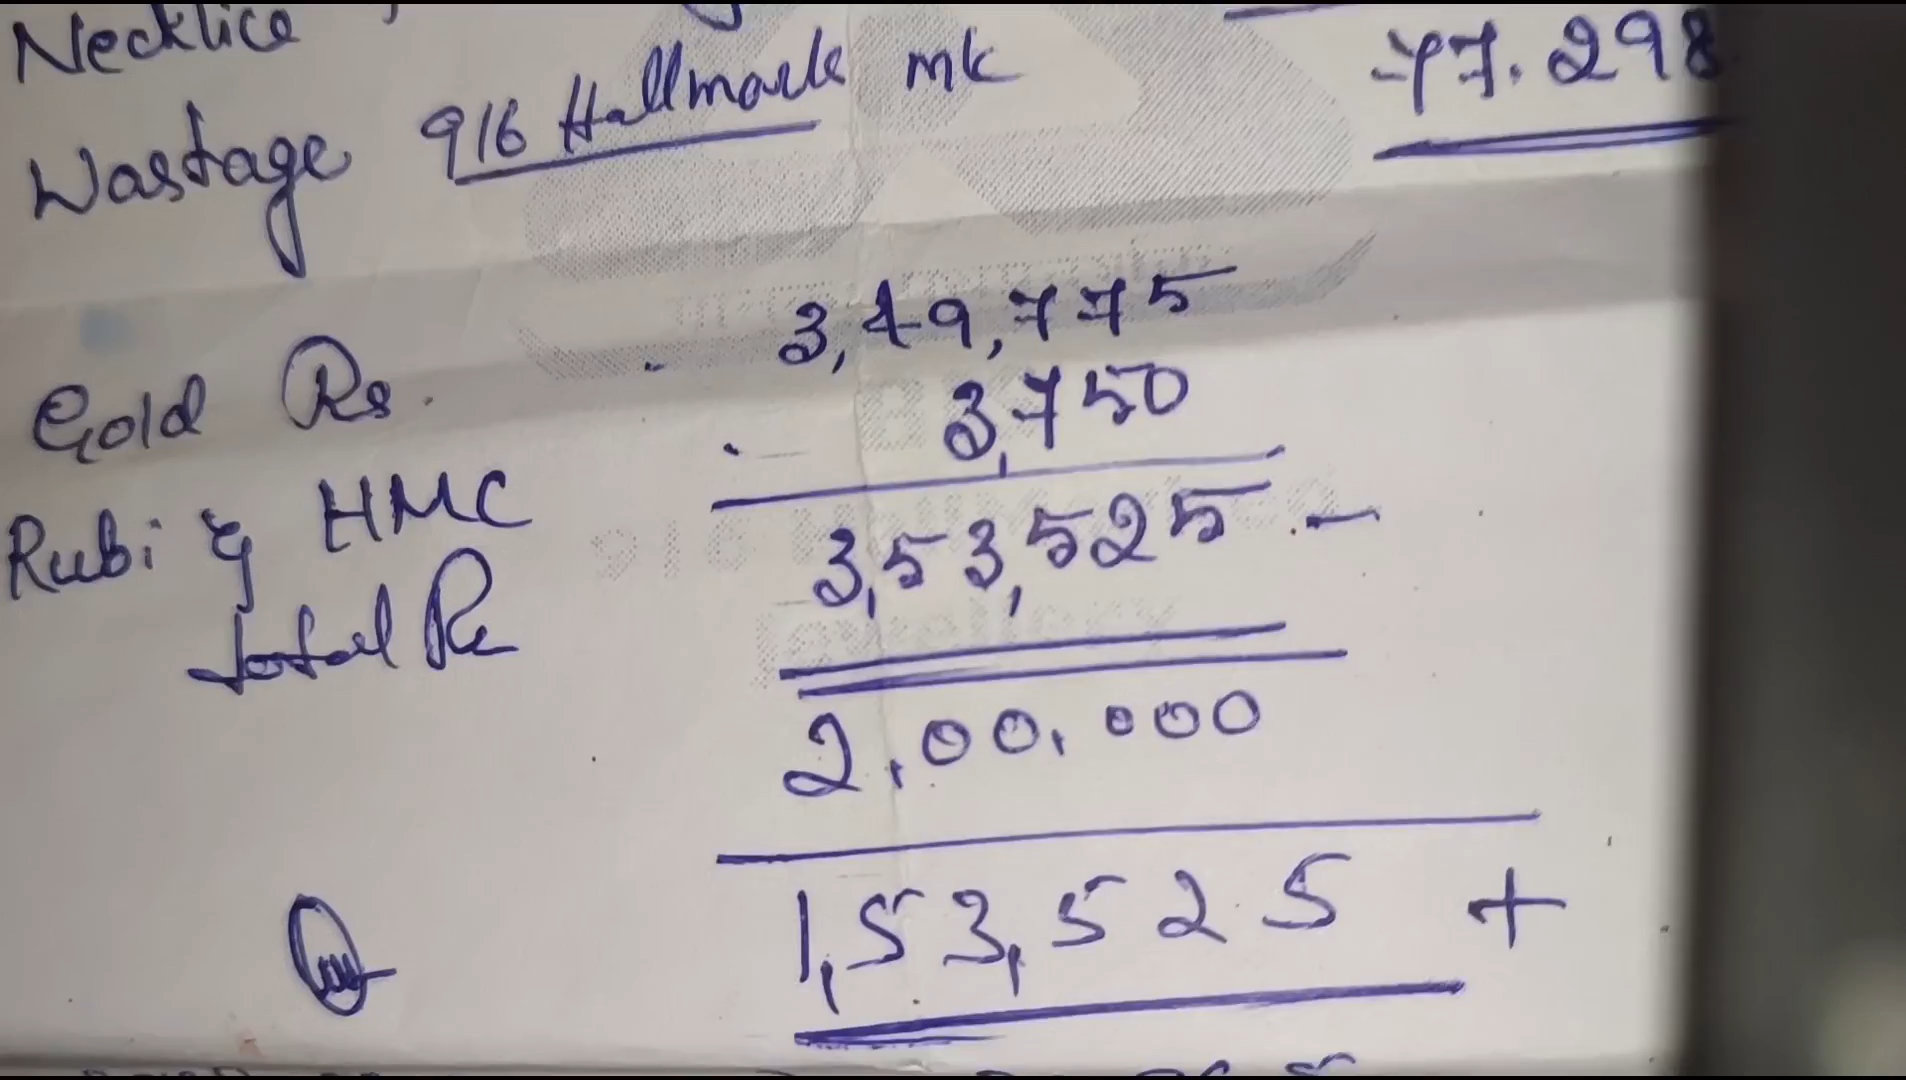 Necklice
77.298
Wastage 916 Hallmark mk
Gold Rs. 3,49,775
Rubi & HMC 3,750
total Rs 3,53,525 -
2,00,000
1,53,525 +